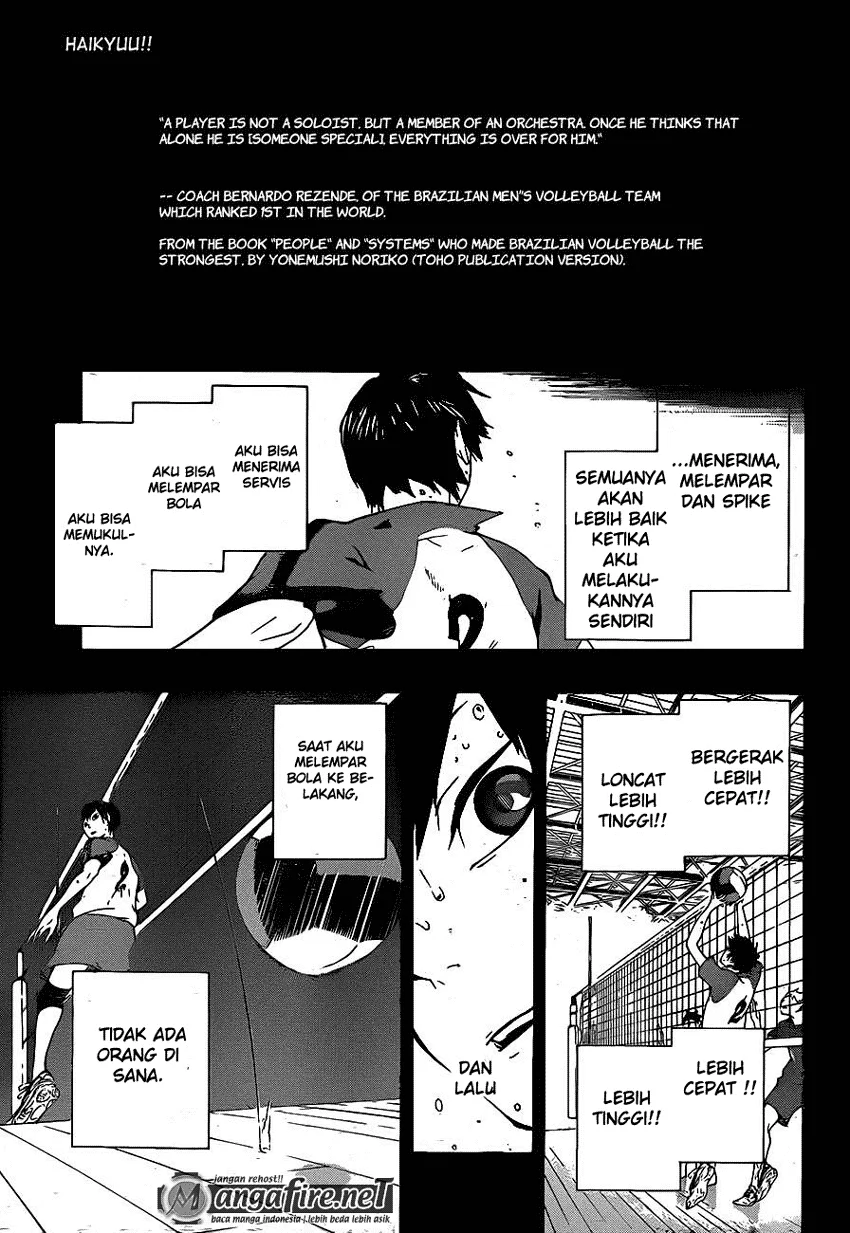 HAIKYUU!!
"A PLAYER IS NOT A SOLOIST, BUT A MEMBER OF AN ORCHESTRA. ONCE HE THINKS THAT
ALONE HE IS [SOMEONE SPECIAL], EVERYTHING IS OVER FOR HIM."
-- COACH BERNARDO REZENDE, OF THE BRAZILIAN MEN"S VOLLEYBALL TEAM
WHICH RANKED 1ST IN THE WORLD.
FROM THE BOOK "PEOPLE" AND "SYSTEMS" WHO MADE BRAZILIAN VOLLEYBALL THE
STRONGEST, BY YONEMUSHI NORIKO (TOHO PUBLICATION VERSION).
...MENERIMA,
MELEMPAR
DAN SPIKE
SEMUANYA
AKAN
LEBIH BAIK
KETIKA
AKU
MELAKU-
KANNYA
SENDIRI
AKU BISA
MENERIMA
SERVIS
AKU BISA
MELEMPAR
BOLA
AKU BISA
MEMUKUL-
NYA.
BERGERAK
LEBIH
CEPAT!!
LONCAT
LEBIH
TINGGI!!
LEBIH
CEPAT !!
LEBIH
TINGGI!!
DAN
LALU
SAAT AKU
MELEMPAR
BOLA KE BE-
LAKANG,
TIDAK ADA
ORANG DI
SANA.
jangan rehost!!
Mangafire.net
baca manga indonesia-|.lebih beda lebih asik